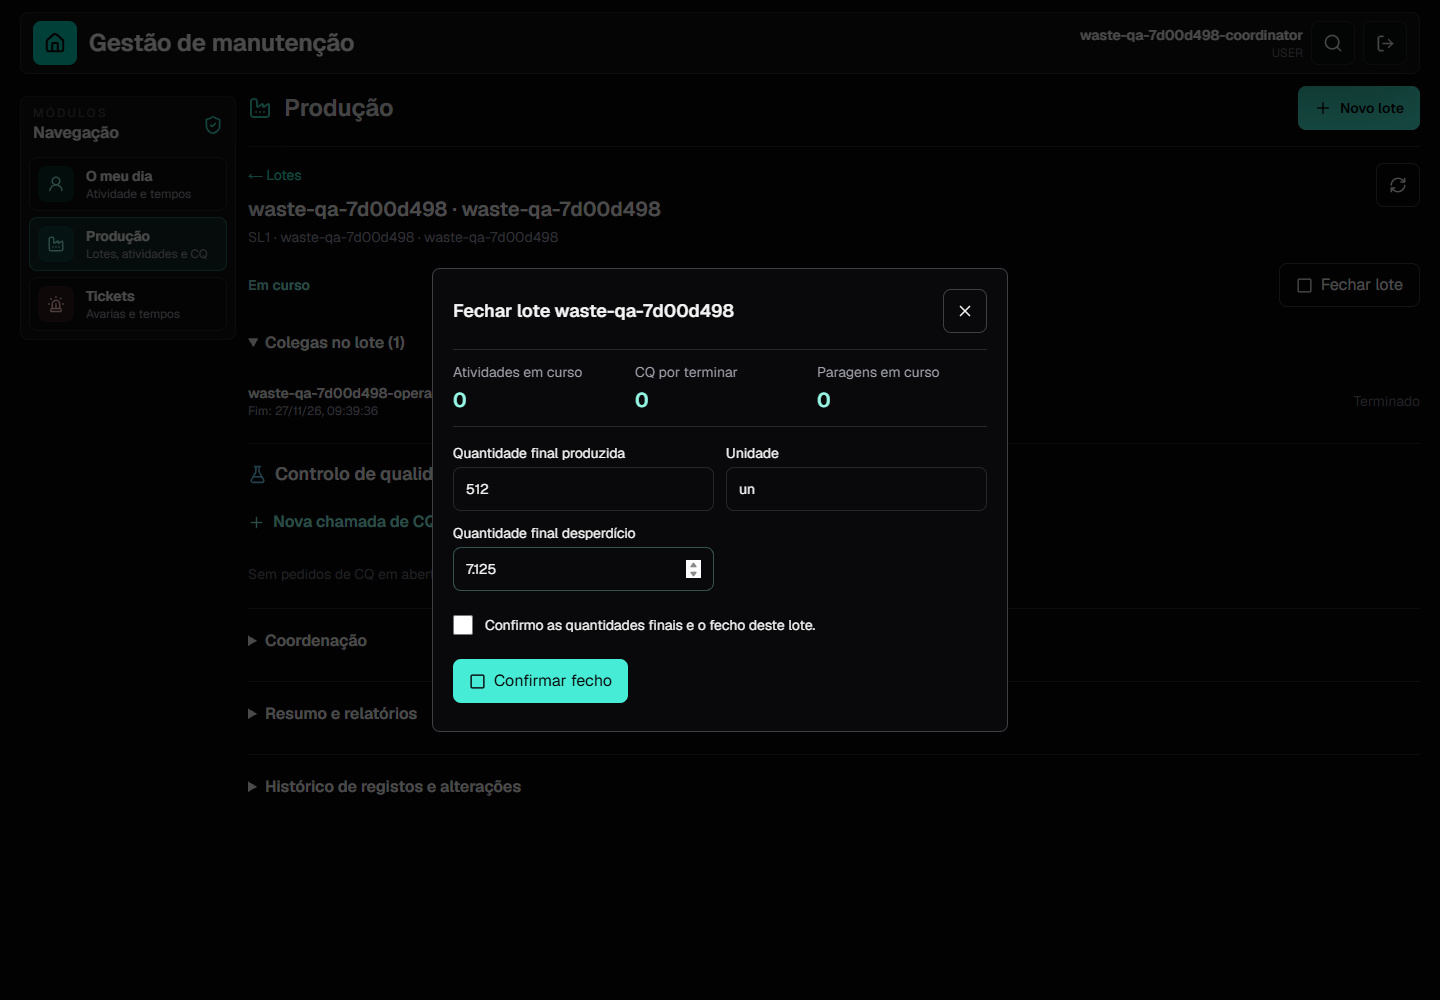 Gestão de manutenção
waste-qa-7d00d498-coordinator
USER
MÓDULOS
Navegação
O meu dia
Atividade e tempos
Produção
Lotes, atividades e CQ
Tickets
Avarias e tempos
Produção
Novo lote
← Lotes
waste-qa-7d00d498 · waste-qa-7d00d498
SL1 · waste-qa-7d00d498 · waste-qa-7d00d498
Em curso
Fechar lote
Colegas no lote (1)
waste-qa-7d00d498-opera
Fim: 27/11/26, 09:39:36
Terminado
Controlo de qualid
Nova chamada de CQ
Sem pedidos de CQ em aber
Coordenação
Resumo e relatórios
Histórico de registos e alterações
Fechar lote waste-qa-7d00d498
Atividades em curso
0
CQ por terminar
0
Paragens em curso
0
Quantidade final produzida
512
Unidade
un
Quantidade final desperdício
7.125
Confirmo as quantidades finais e o fecho deste lote.
Confirmar fecho